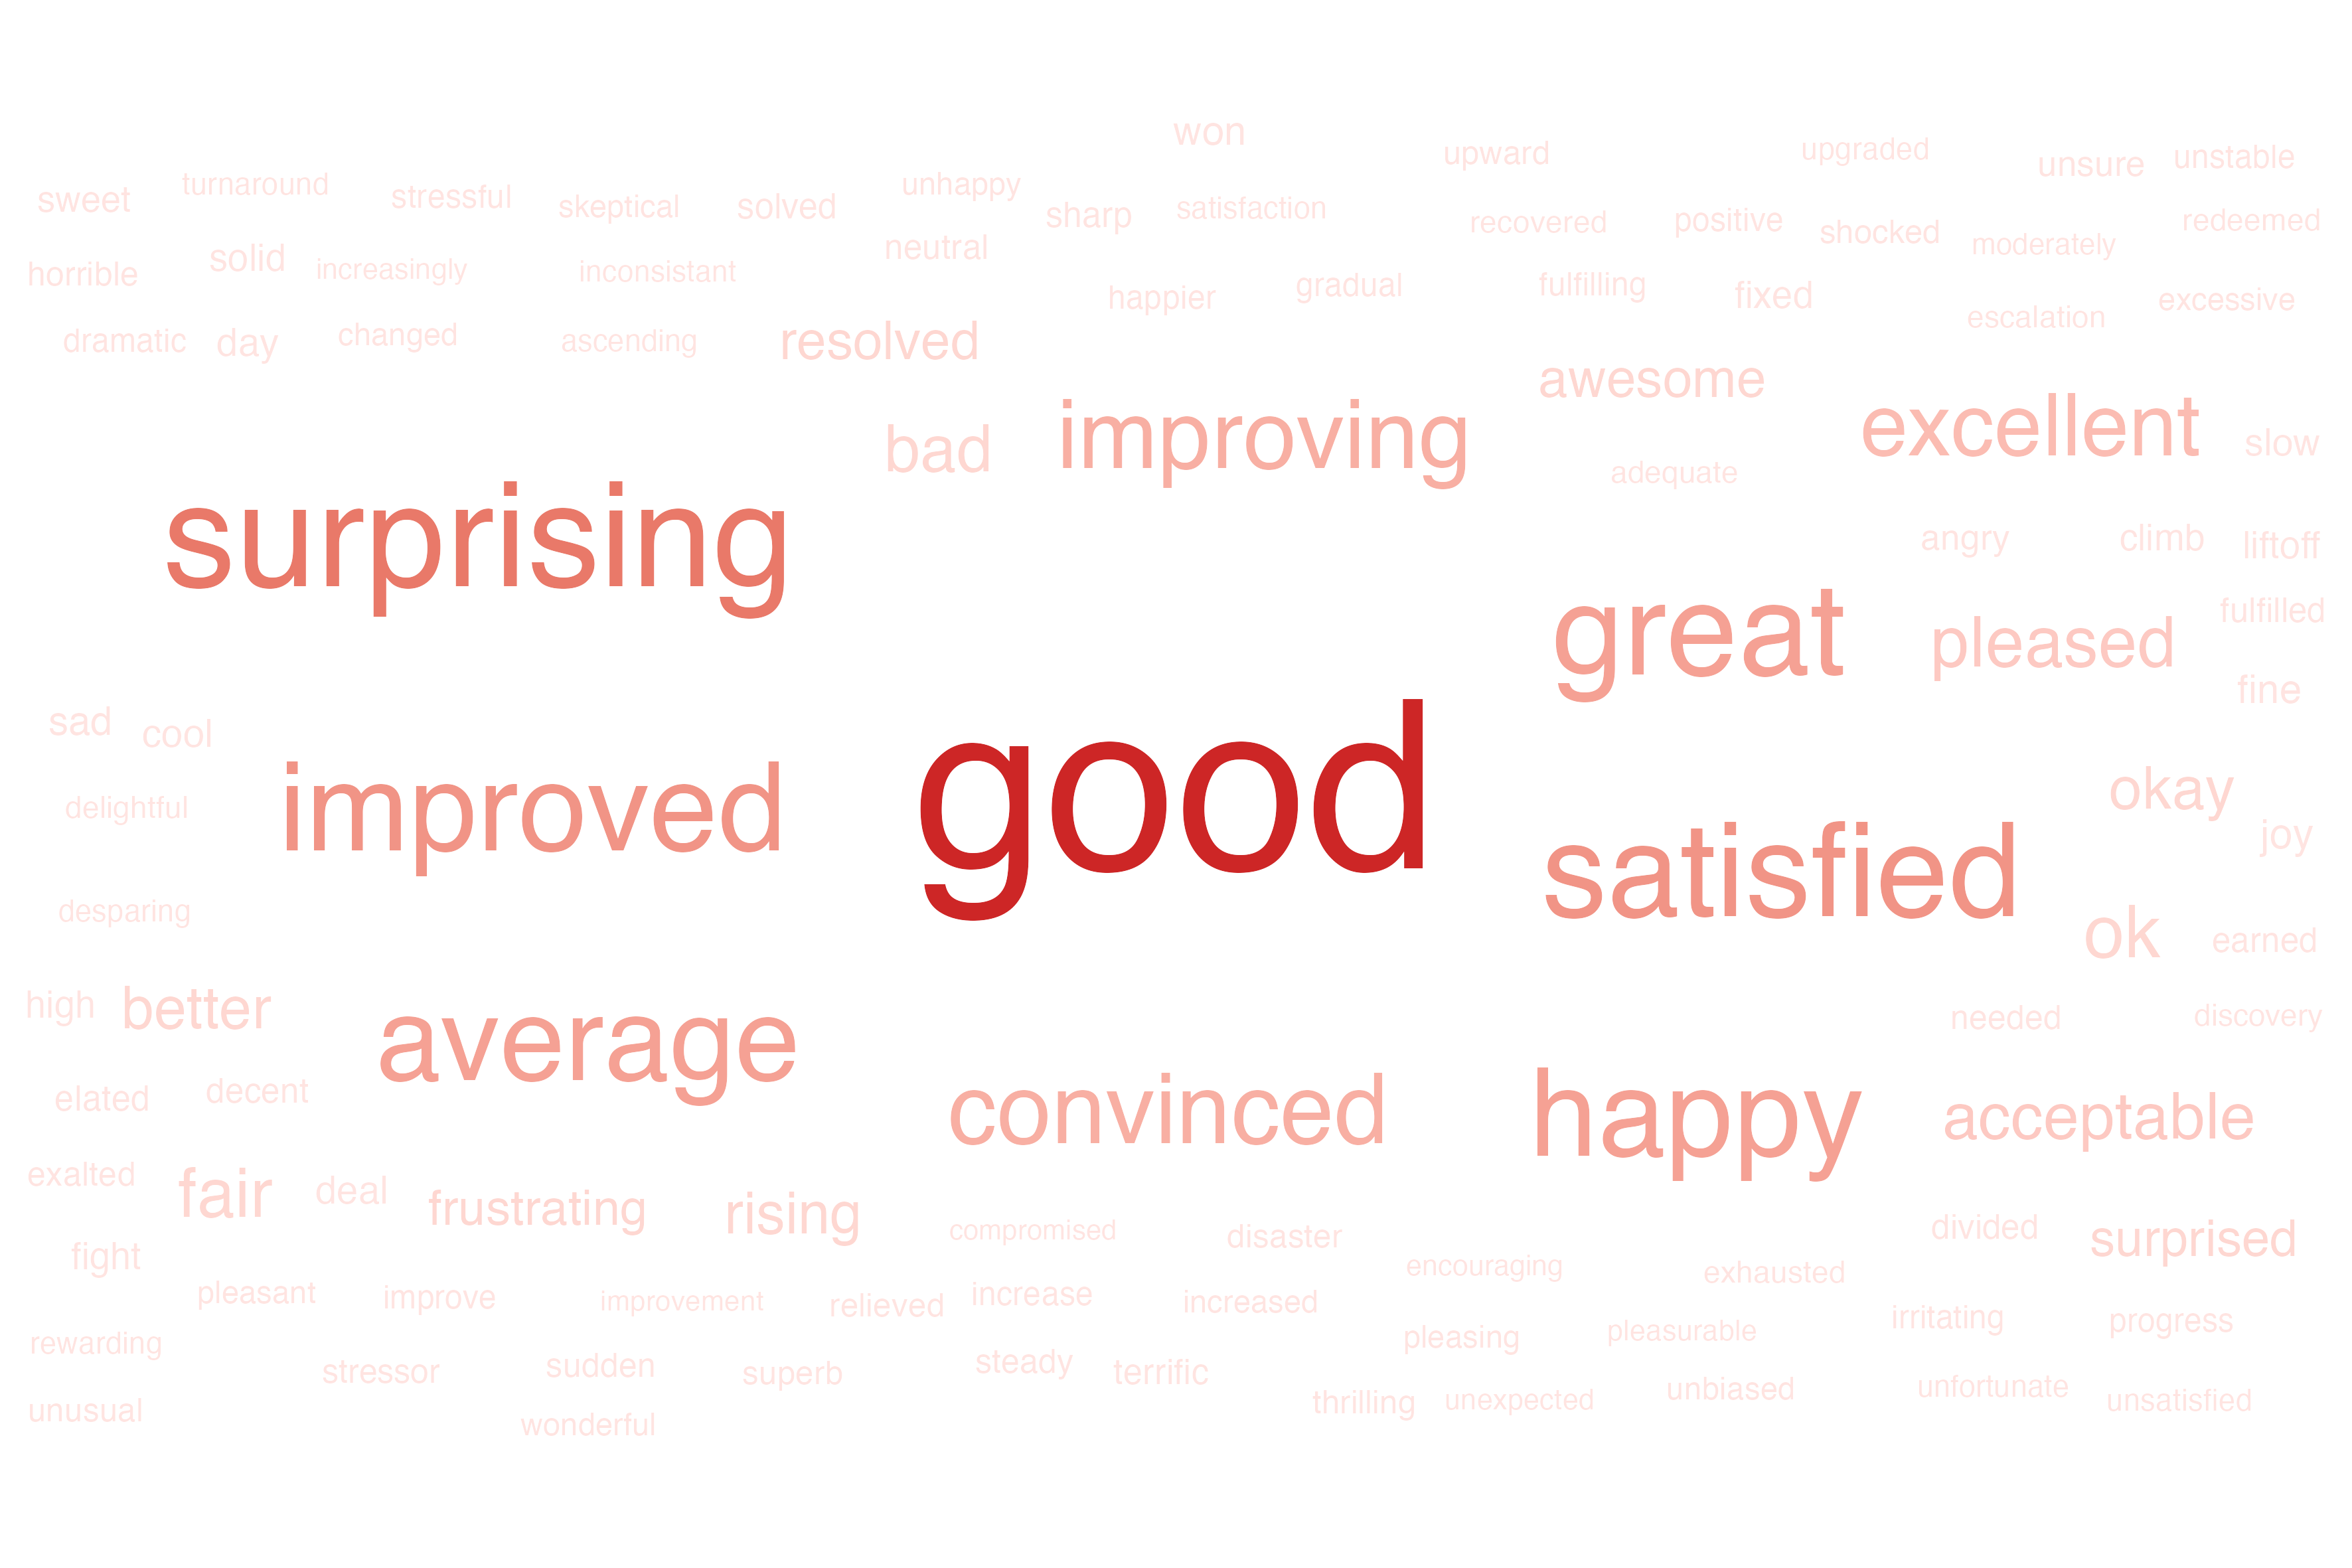 won
upward
upgraded
unsure
unstable
sweet
turnaround
stressful
skeptical
solved
unhappy
sharp
satisfaction
recovered
positive
shocked
moderately
redeemed
horrible
solid
increasingly
inconsistant
neutral
happier
gradual
fulfilling
fixed
escalation
excessive
dramatic
day
changed
ascending
resolved
awesome
bad
improving
adequate
excellent
slow
surprising
angry
climb
liftoff
great
pleased
fulfilled
fine
sad
cool
delightful
improved
good
satisfied
okay
joy
desparing
ok
earned
high
better
average
needed
discovery
elated
decent
convinced
happy
acceptable
exalted
fair
deal
frustrating
rising
compromised
disaster
divided
surprised
fight
encouraging
exhausted
pleasant
improve
improvement
relieved
increase
increased
irritating
progress
rewarding
pleasing
pleasurable
stressor
sudden
superb
steady
terrific
thrilling
unexpected
unbiased
unfortunate
unsatisfied
unusual
wonderful